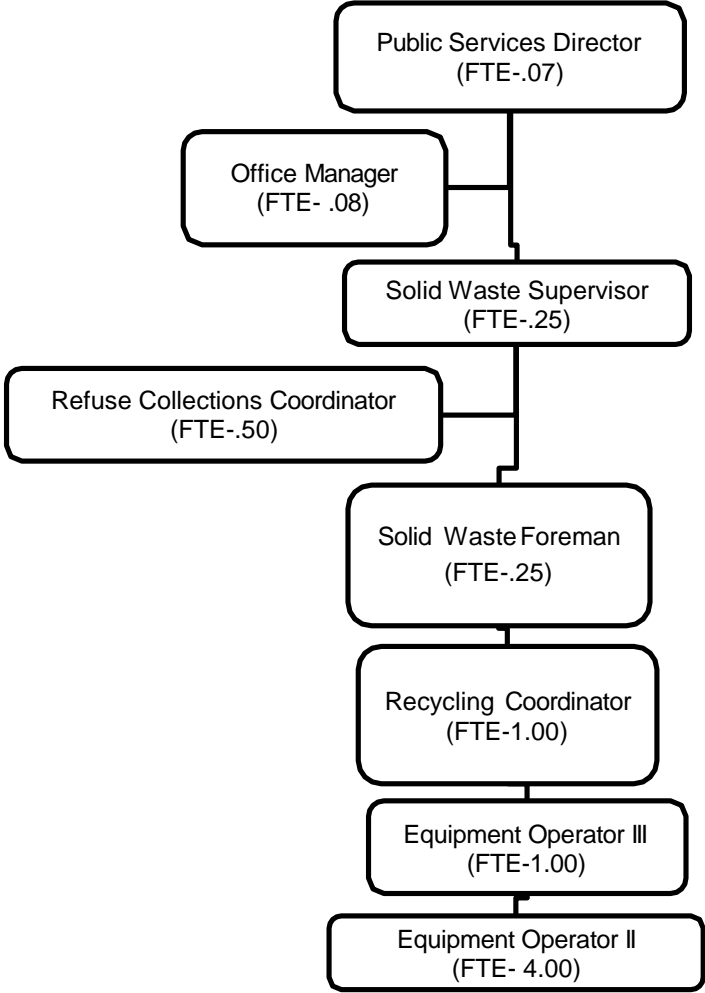 Public Services Director
(FTE-.07)
Office Manager
(FTE- .08)
Solid Waste Supervisor
(FTE-.25)
Refuse Collections Coordinator
(FTE-.50)
Solid Waste Foreman
(FTE-.25)
Recycling Coordinator
(FTE-1.00)
Equipment Operator III
(FTE-1.00)
Equipment Operator II
(FTE- 4.00)